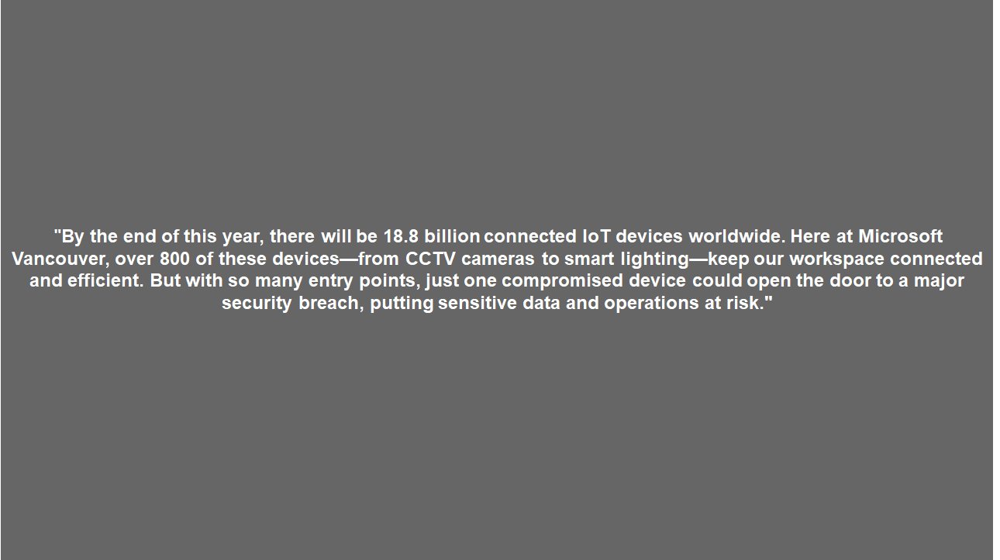 "By the end of this year, there will be 18.8 billion connected IoT devices worldwide. Here at Microsoft
Vancouver, over 800 of these devices—from CCTV cameras to smart lighting—keep our workspace connected
and efficient. But with so many entry points, just one compromised device could open the door to a major
security breach, putting sensitive data and operations at risk."